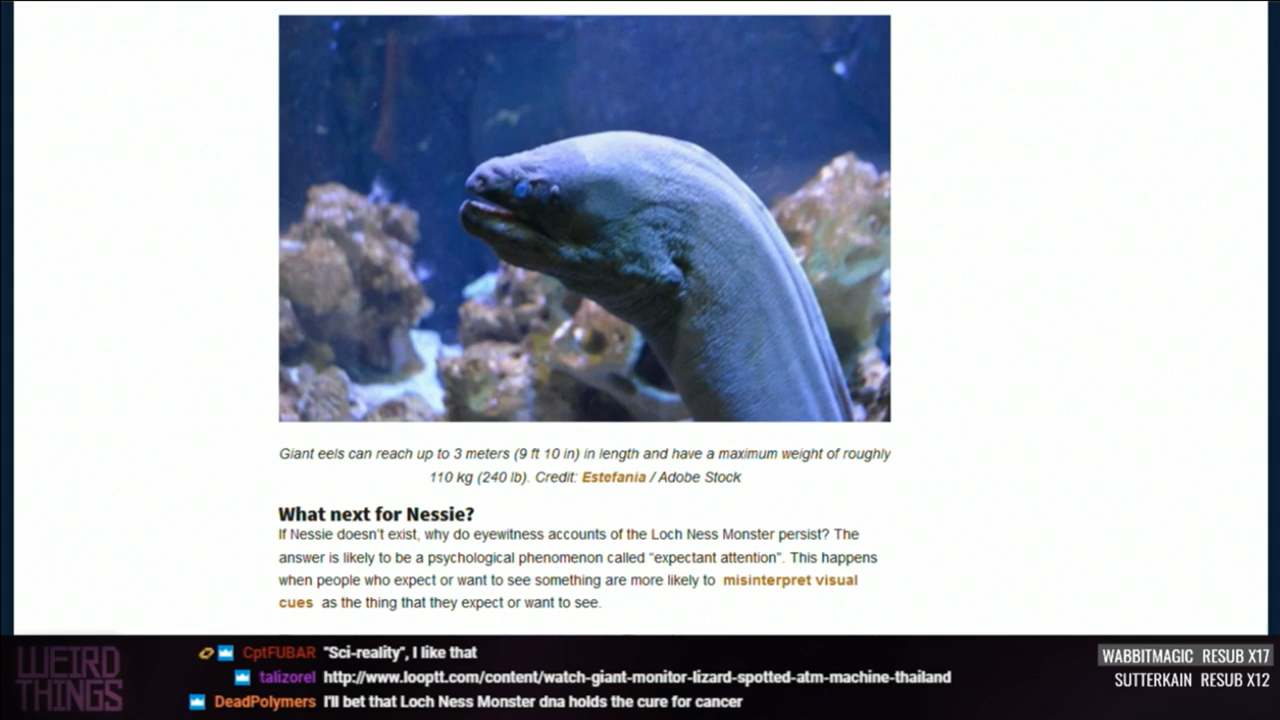 Giant eels can reach up to 3 meters (9 ft 10 in) in length and have a maximum weight of roughly
110 kg (240 lb). Credit: Estefania / Adobe Stock
What next for Nessie?
If Nessie doesn't exist, why do eyewitness accounts of the Loch Ness Monster persist? The
answer is likely to be a psychological phenomenon called “expectant attention”. This happens
when people who expect or want to see something are more likely to misinterpret visual
cues as the thing that they expect or want to see.
WEIRD
THINGS
CptFUBAR "Sci-reality", I like that
talizorel http://www.looptt.com/content/watch-giant-monitor-lizard-spotted-atm-machine-thailand
DeadPolymers I'll bet that Loch Ness Monster dna holds the cure for cancer
WABBITMAGIC RESUB X17
SUTTERKAIN RESUB X12